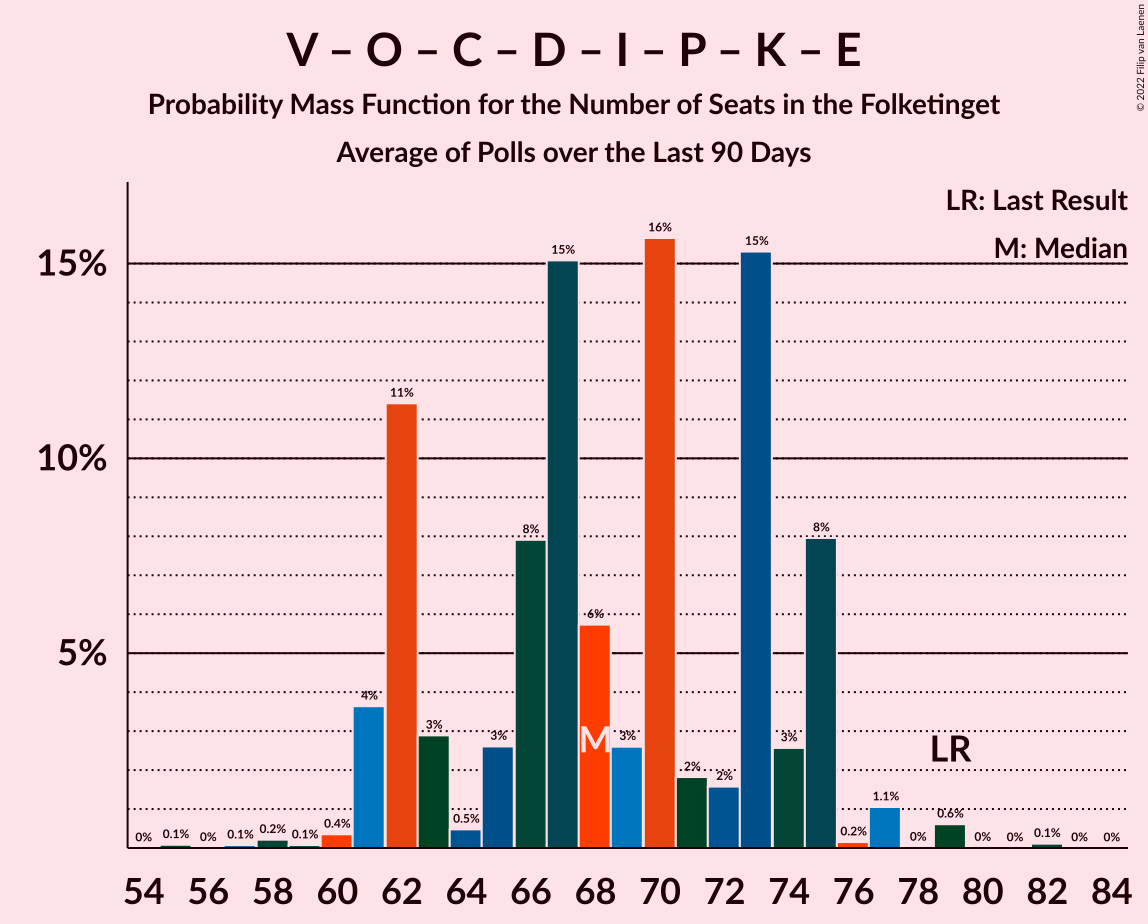 V – O – C – D – I – P – K – E
Probability Mass Function for the Number of Seats in the Folketinget
Average of Polls over the Last 90 Days
© 2022 Filip van Laenen
LR: Last Result
M: Median
15%
10%
5%
0% 0.1% 0% 0.1% 0.2% 0.1% 0.4% 4% 11% 3% 0.5% 3% 8% 15% 6% 3% 16% 2% 2% 15% 3% 8% 0.2% 1.1% 0% 0.6% 0% 0% 0.1% 0% 0%
M
LR
54 56 58 60 62 64 66 68 70 72 74 76 78 80 82 84